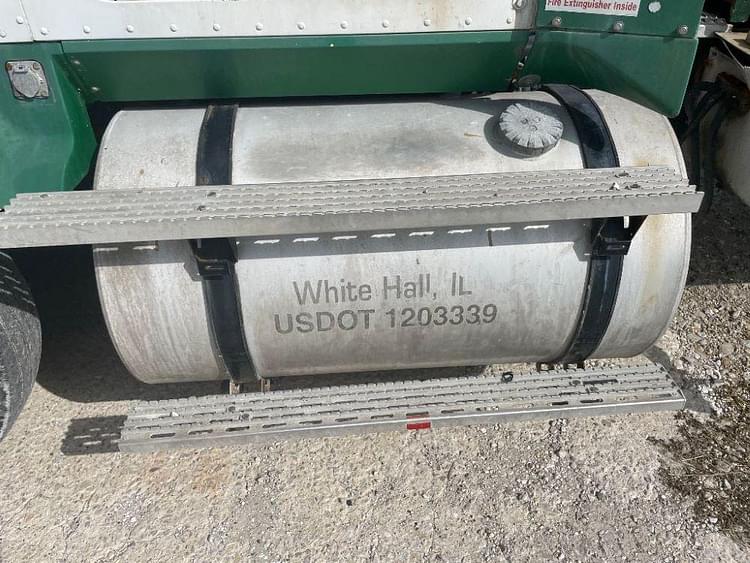 Fire Extinguisher Inside
White Hall, IL
USDOT 1203339